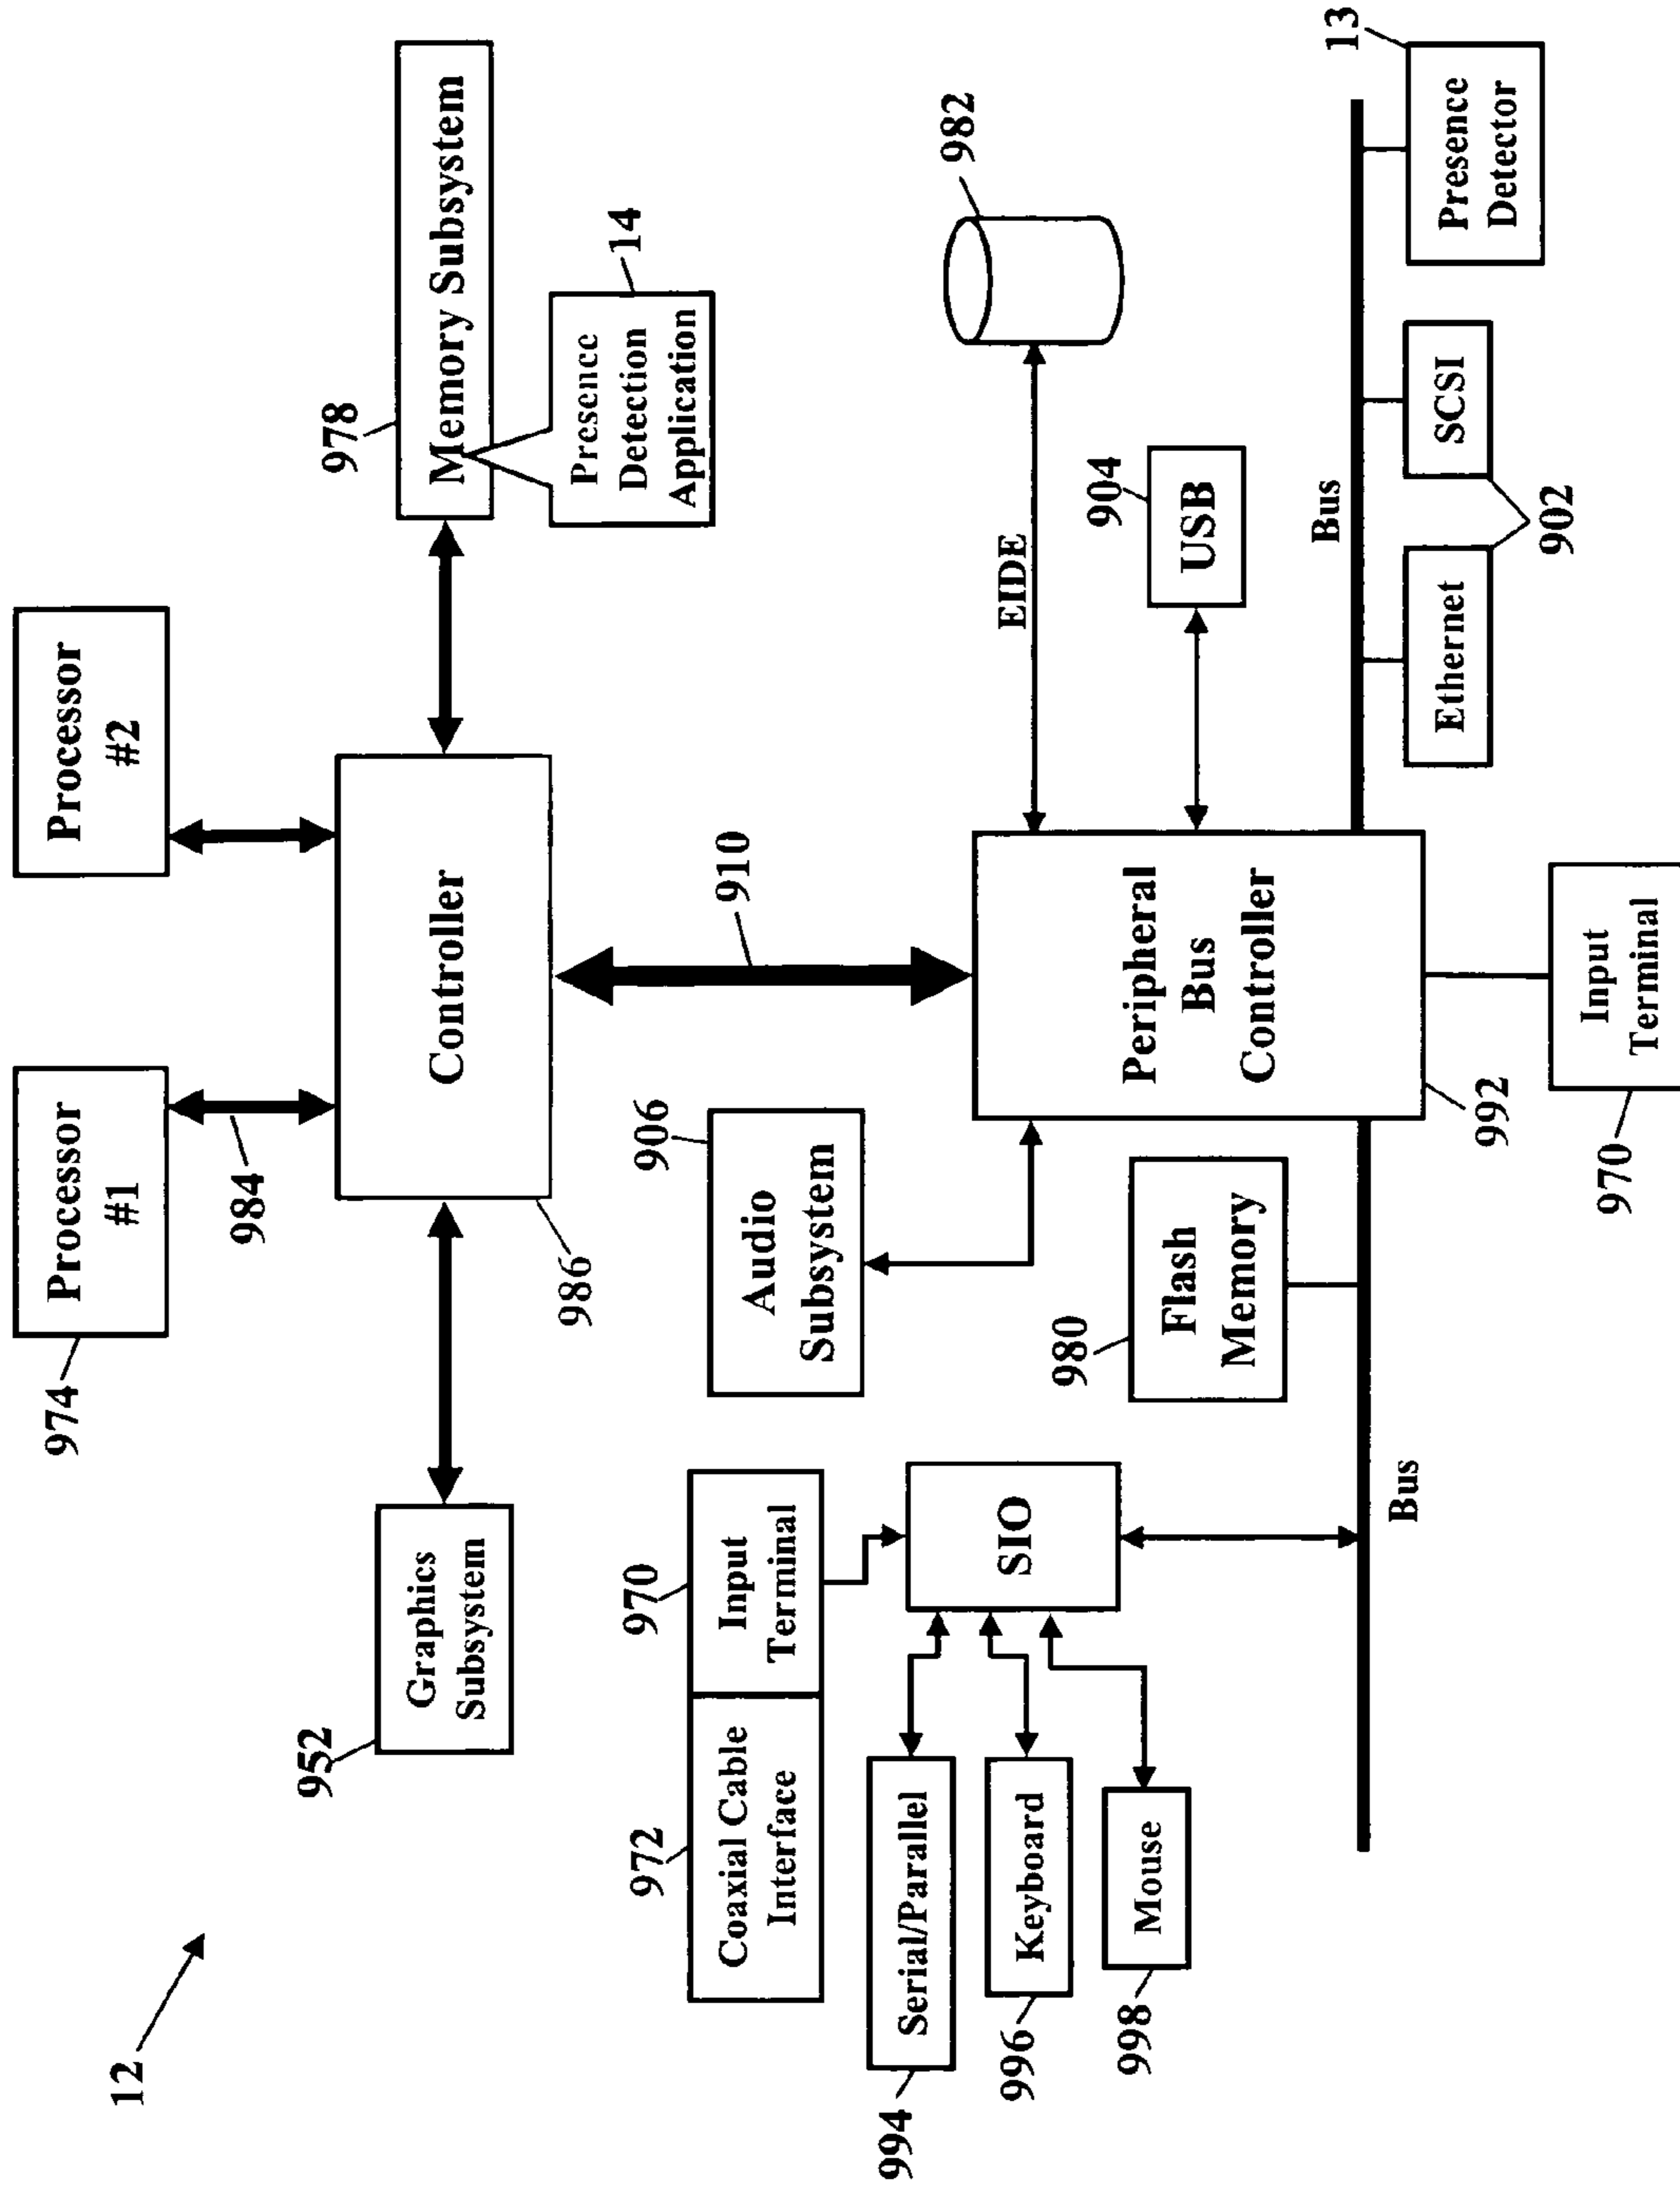 12
974
Processor
#1
Processor
#2
984
952
Graphics
Subsystem
Controller
986
978
Memory Subsystem
14
Presence
Detection
Application
910
972
Coaxial Cable
Interface
970
Input
Terminal
906
Audio
Subsystem
982
EIDE
994
Serial/Parallel
996
Keyboard
998
Mouse
SIO
980
Flash
Memory
Peripheral
Bus
Controller
992
904
USB
Bus
Bus
Ethernet
SCSI
902
13
Presence
Detector
970
Input
Terminal